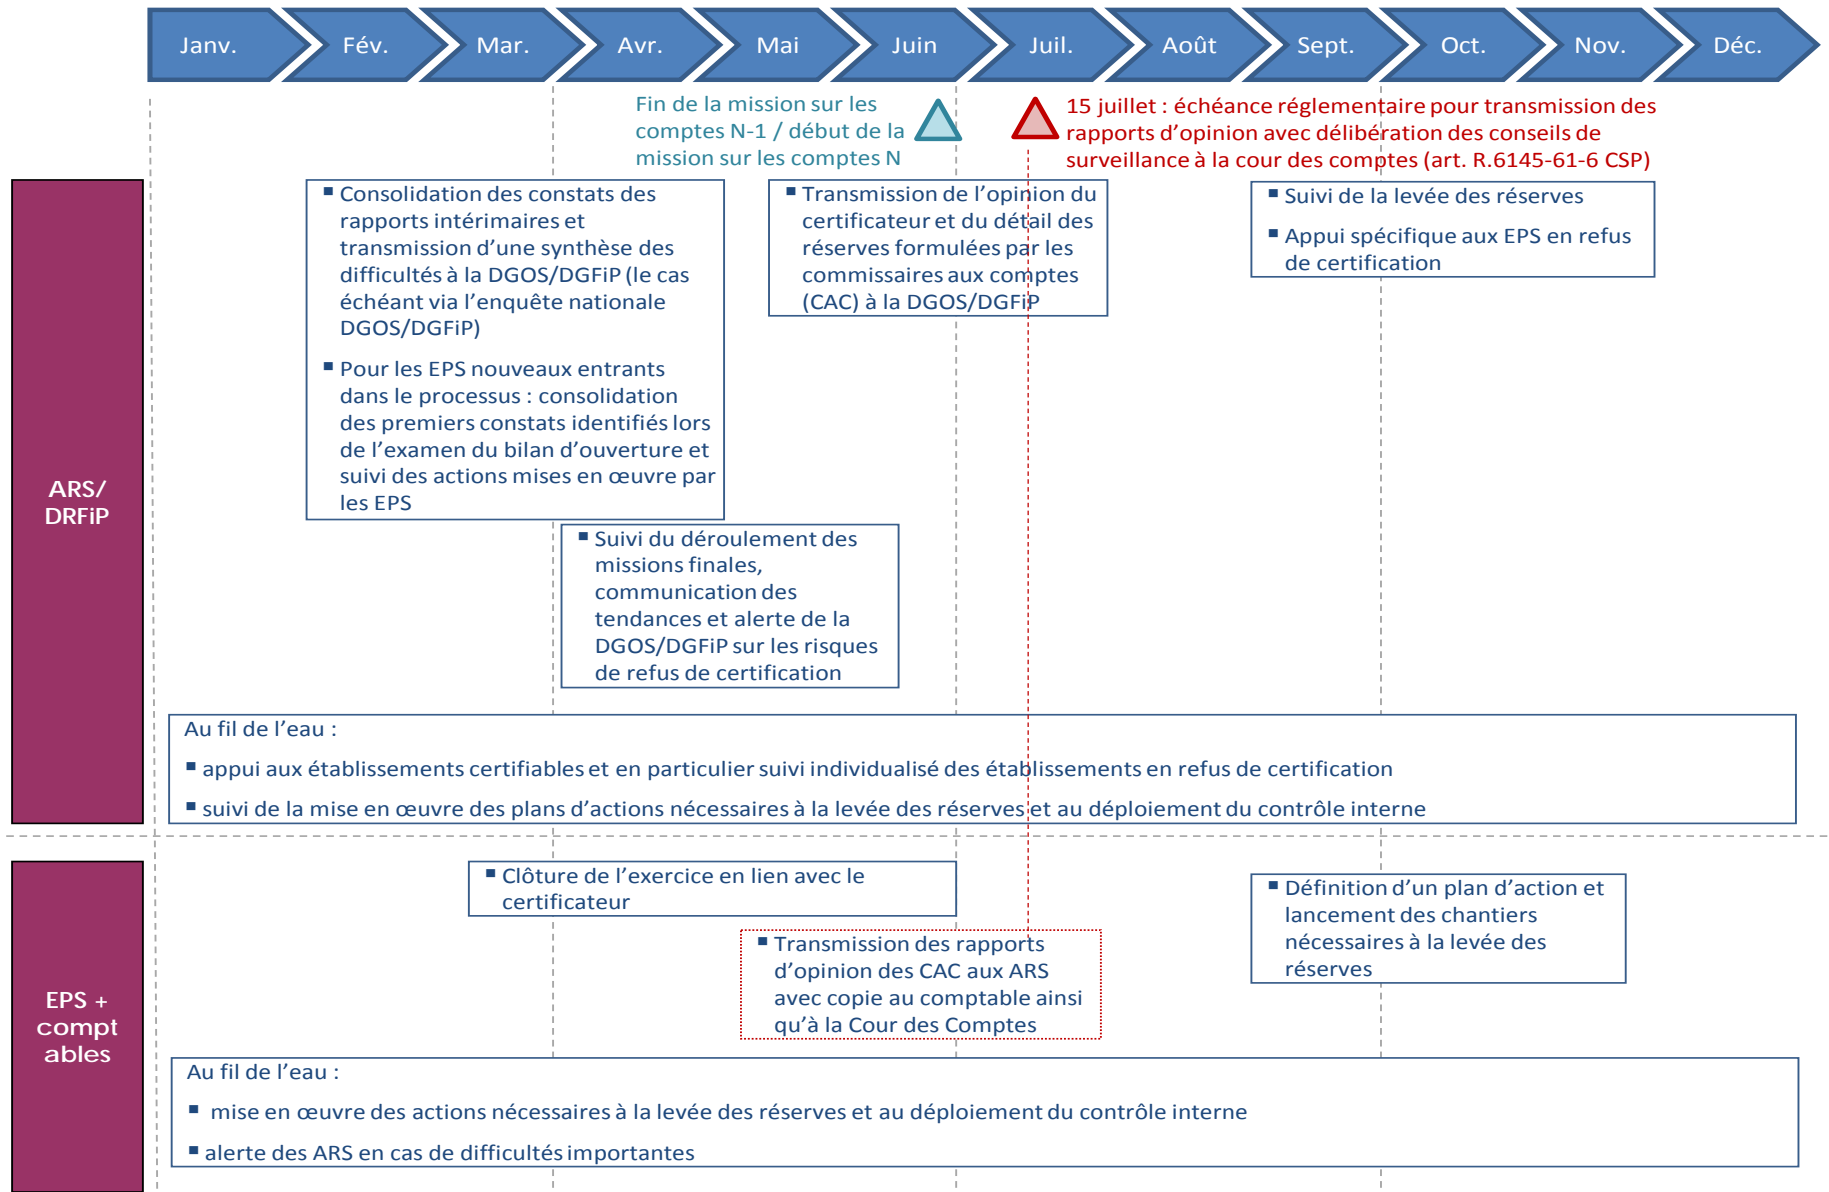 Janv.
Fév.
Mar.
Avr.
Mai
Juin
Juil.
Août
Sept.
Oct.
Nov.
Déc.
Fin de la mission sur les
comptes N-1 / début de la
mission sur les comptes N
15 juillet : échéance réglementaire pour transmission des
rapports d’opinion avec délibération des conseils de
surveillance à la cour des comptes (art. R.6145-61-6 CSP)
ARS/
DRFiP
▪ Consolidation des constats des
rapports intérimaires et
transmission d’une synthèse des
difficultés à la DGOS/DGFiP (le cas
échéant via l’enquête nationale
DGOS/DGFiP)
▪ Pour les EPS nouveaux entrants
dans le processus : consolidation
des premiers constats identifiés lors
de l’examen du bilan d’ouverture et
suivi des actions mises en œuvre par
les EPS
▪ Transmission de l’opinion du
certificateur et du détail des
réserves formulées par les
commissaires aux comptes
(CAC) à la DGOS/DGFiP
▪ Suivi de la levée des réserves
▪ Appui spécifique aux EPS en refus
de certification
▪ Suivi du déroulement des
missions finales,
communication des
tendances et alerte de la
DGOS/DGFiP sur les risques
de refus de certification
Au fil de l’eau :
▪ appui aux établissements certifiables et en particulier suivi individualisé des établissements en refus de certification
▪ suivi de la mise en œuvre des plans d’actions nécessaires à la levée des réserves et au déploiement du contrôle interne
EPS +
compt
ables
▪ Clôture de l’exercice en lien avec le
certificateur
▪ Transmission des rapports
d’opinion des CAC aux ARS
avec copie au comptable ainsi
qu’à la Cour des Comptes
▪ Définition d’un plan d’action et
lancement des chantiers
nécessaires à la levée des
réserves
Au fil de l’eau :
▪ mise en œuvre des actions nécessaires à la levée des réserves et au déploiement du contrôle interne
▪ alerte des ARS en cas de difficultés importantes